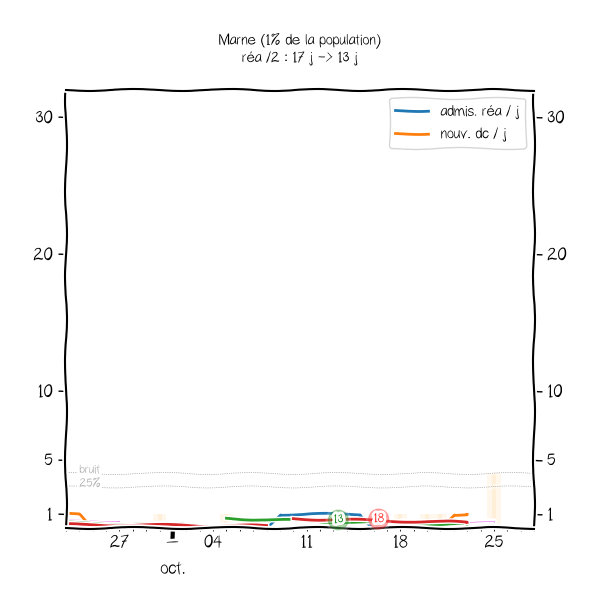 Marne (1% de la population)
réa /2 : 17 j -> 13 j
admis. réa / j
nouv. dc / j
30 30
20 20
10 10
5 5
bruit
25%
1 1
13 18
27 04 11 18 25
oct.